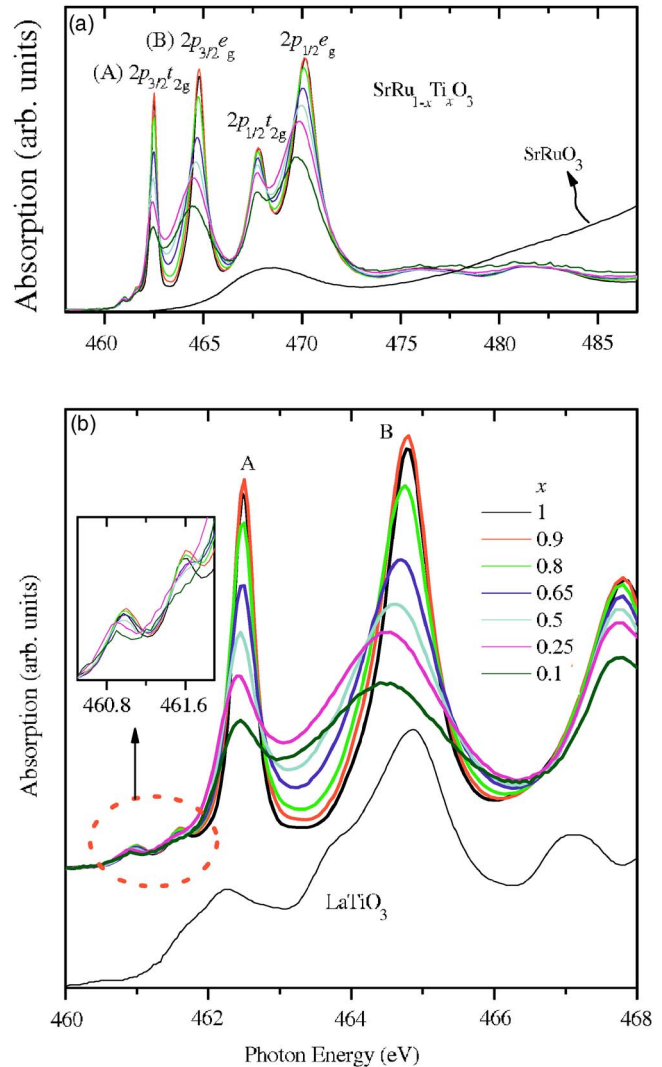 (a)
(B) 2p3/2eg
2p1/2eg
(A) 2p3/2t2g
2p1/2t2g
SrRu1-xTixO3
SrRuO3
Absorption (arb. units)
460 465 470 475 480 485
(b)
A
B
x
1
0.9
0.8
0.65
0.5
0.25
0.1
460.8 461.6
Absorption (arb. units)
LaTiO3
460 462 464 466 468
Photon Energy (eV)